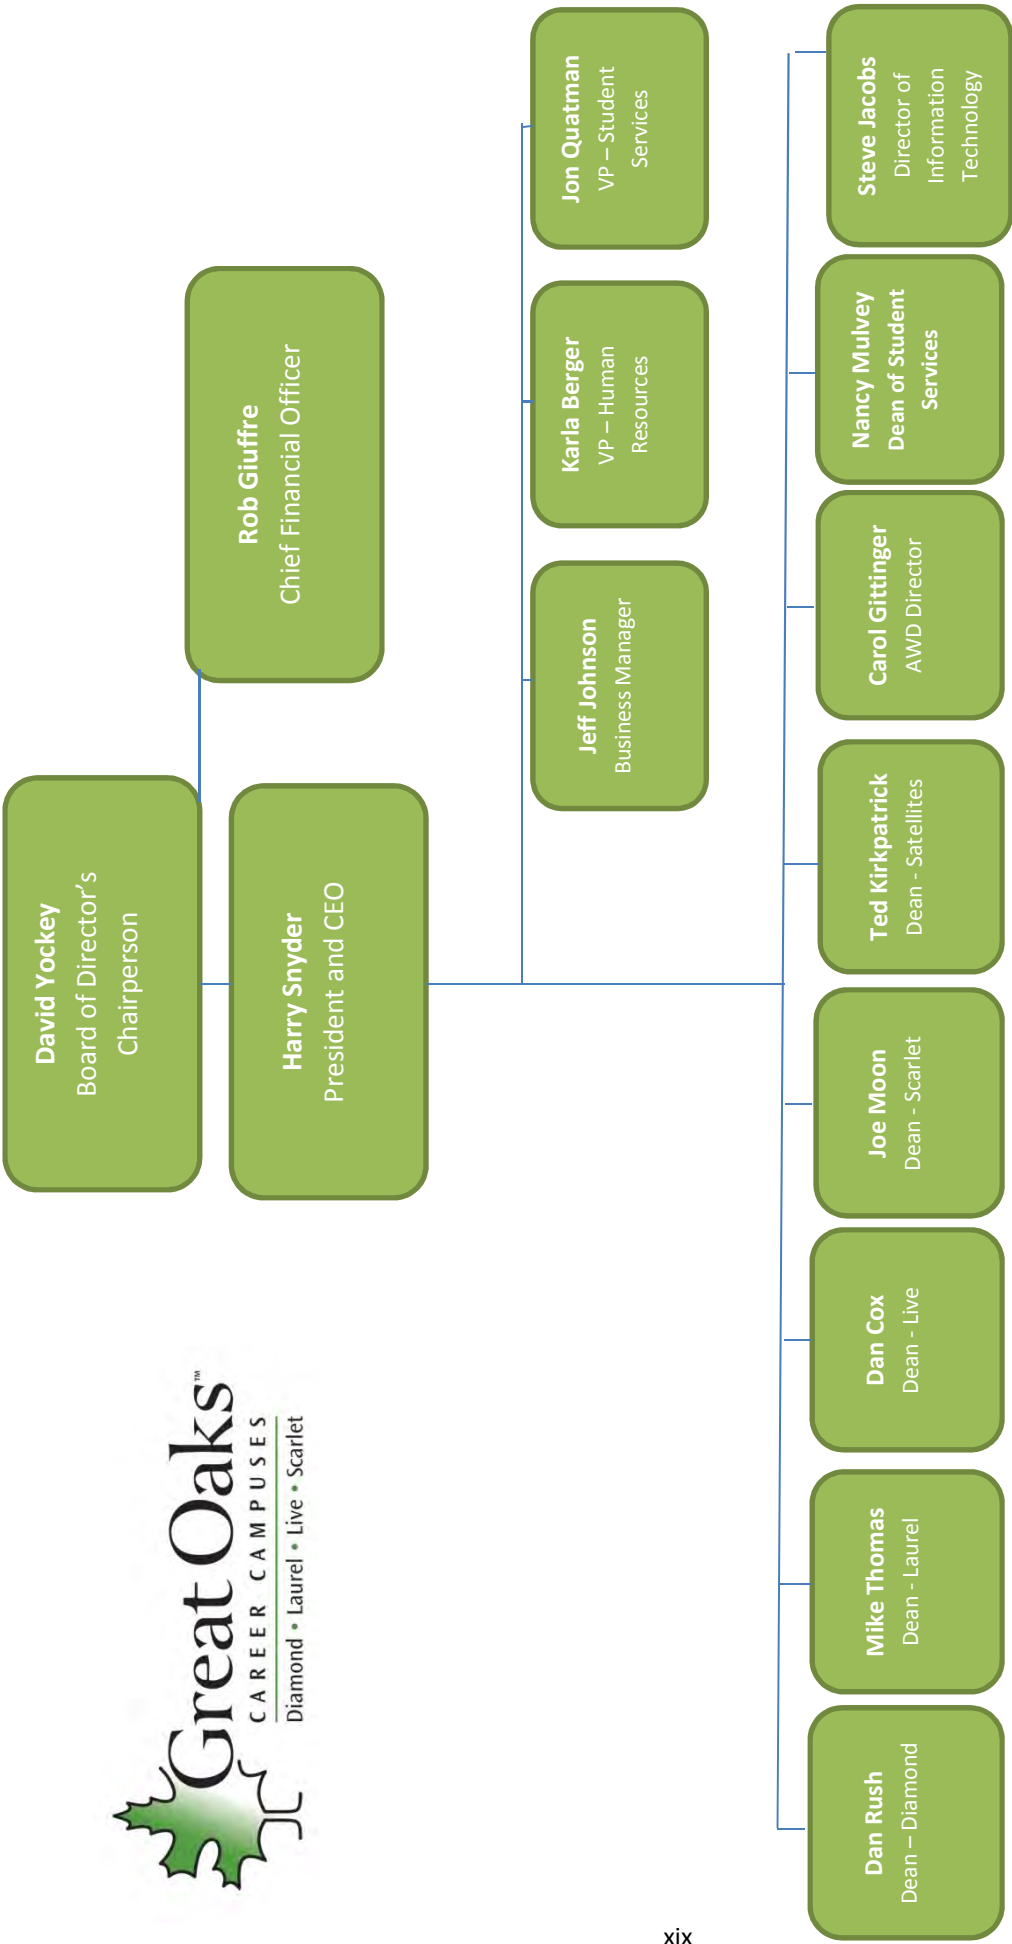 Great Oaks™
CAREER CAMPUSES
Diamond • Laurel • Live • Scarlet
David Yockey
Board of Director’s
Chairperson
Harry Snyder
President and CEO
Rob Giuffre
Chief Financial Officer
Jeff Johnson
Business Manager
Karla Berger
VP – Human
Resources
Jon Quatman
VP – Student
Services
Dan Rush
Dean – Diamond
Mike Thomas
Dean - Laurel
Dan Cox
Dean - Live
Joe Moon
Dean - Scarlet
Ted Kirkpatrick
Dean - Satellites
Carol Gittinger
AWD Director
Nancy Mulvey
Dean of Student
Services
Steve Jacobs
Director of
Information
Technology
xix